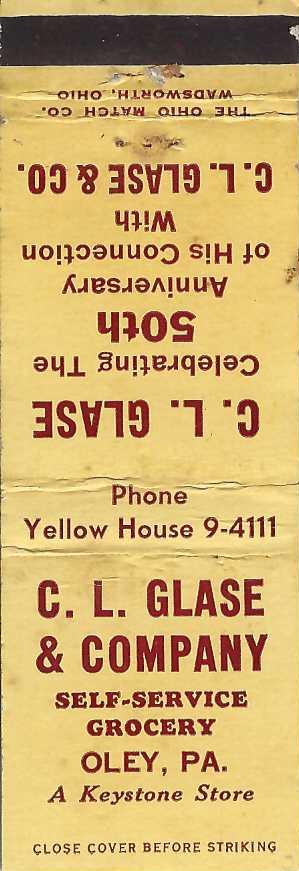 THE OHIO MATCH CO.
WADSWORTH, OHIO
C. L. GLASE
Celebrating The
50th
Anniversary
of His Connection
With
C. L. GLASE & CO.
Phone
Yellow House 9-4111
C. L. GLASE
& COMPANY
SELF-SERVICE
GROCERY
OLEY, PA.
A Keystone Store
CLOSE COVER BEFORE STRIKING